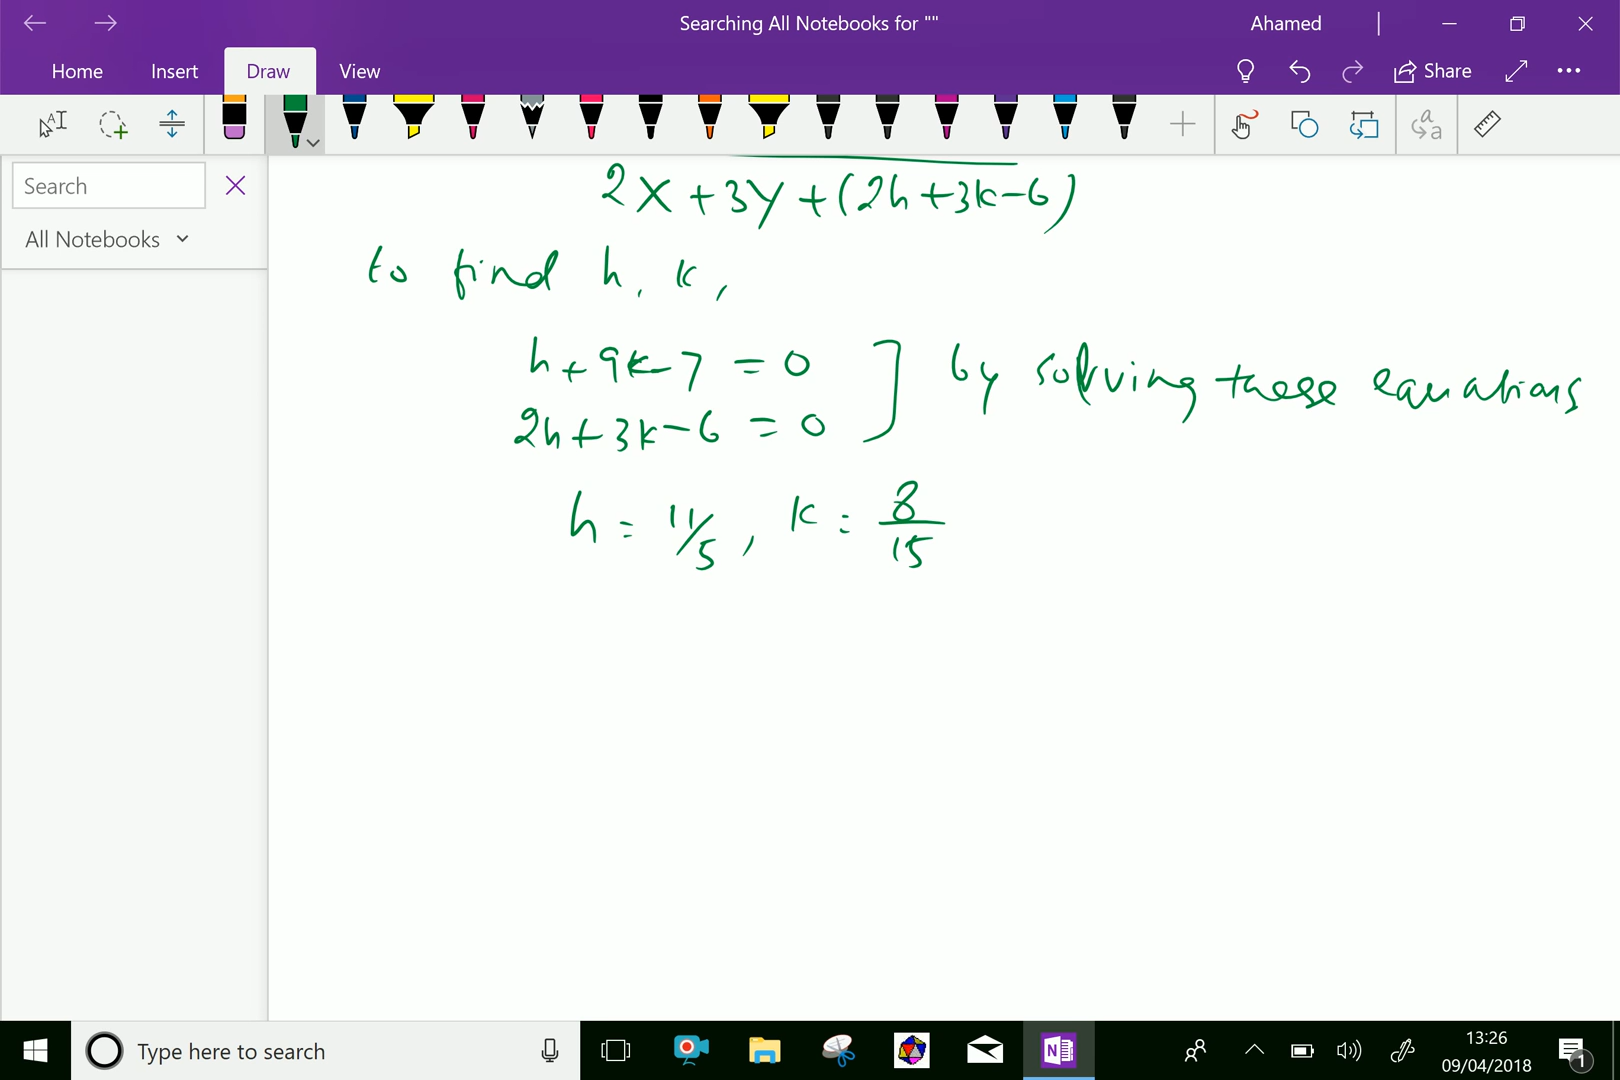 Searching All Notebooks for ""
Ahamed
Home Insert Draw View
Share
Search
All Notebooks
2X+3Y+(2h+3k-6)
to find h, k,
h+9k-7 = 0
2h+3k-6 = 0
by solving these equations
h = 11/5, k = 8/15
Type here to search
13:26
09/04/2018
1